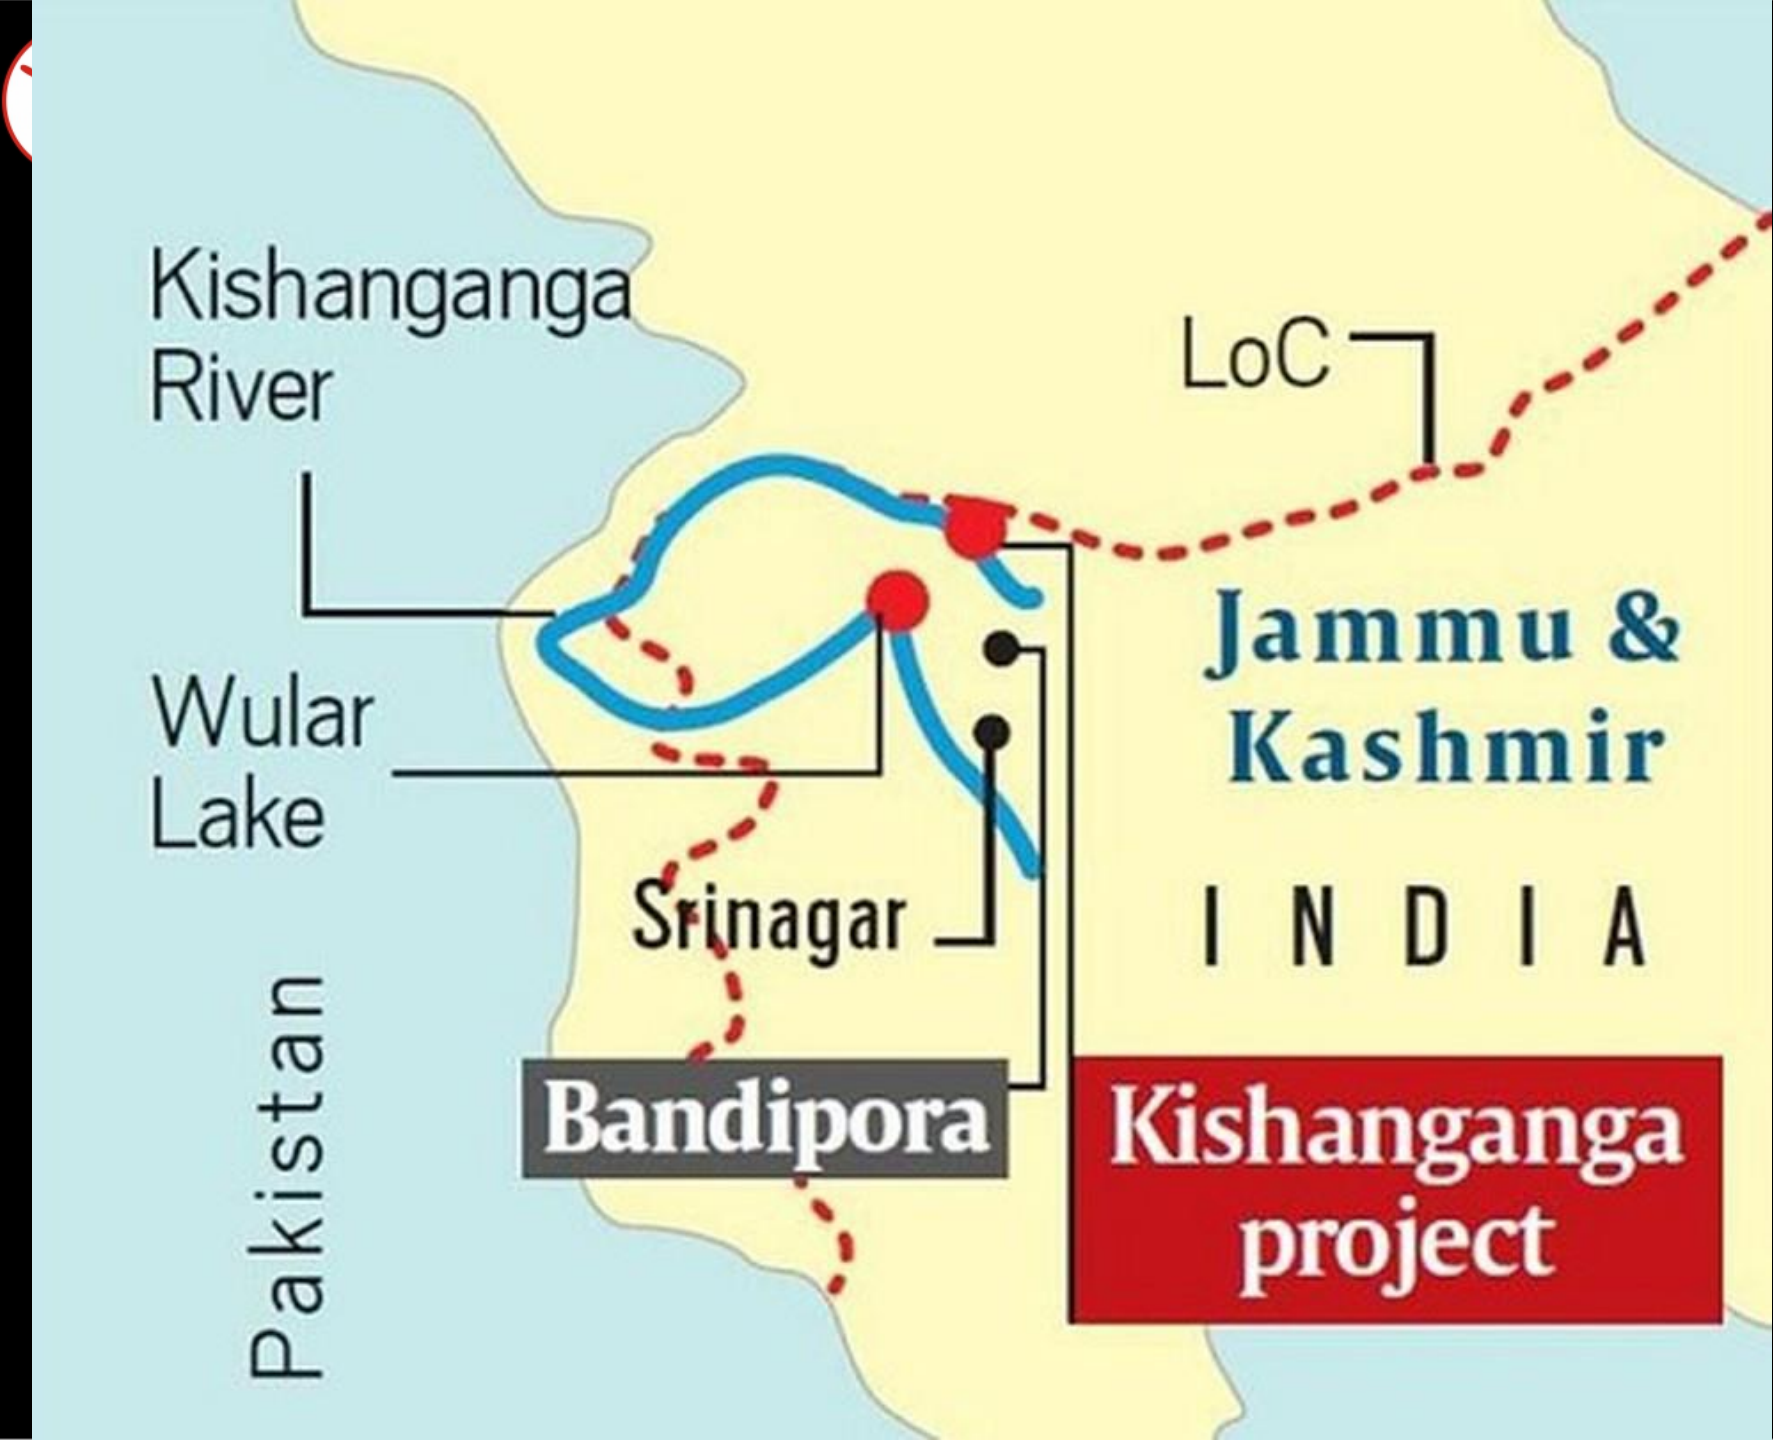 Kishanganga
River
LoC
Jammu &
Kashmir
Wular
Lake
INDIA
Srinagar
Pakistan
Bandipora
Kishanganga
project